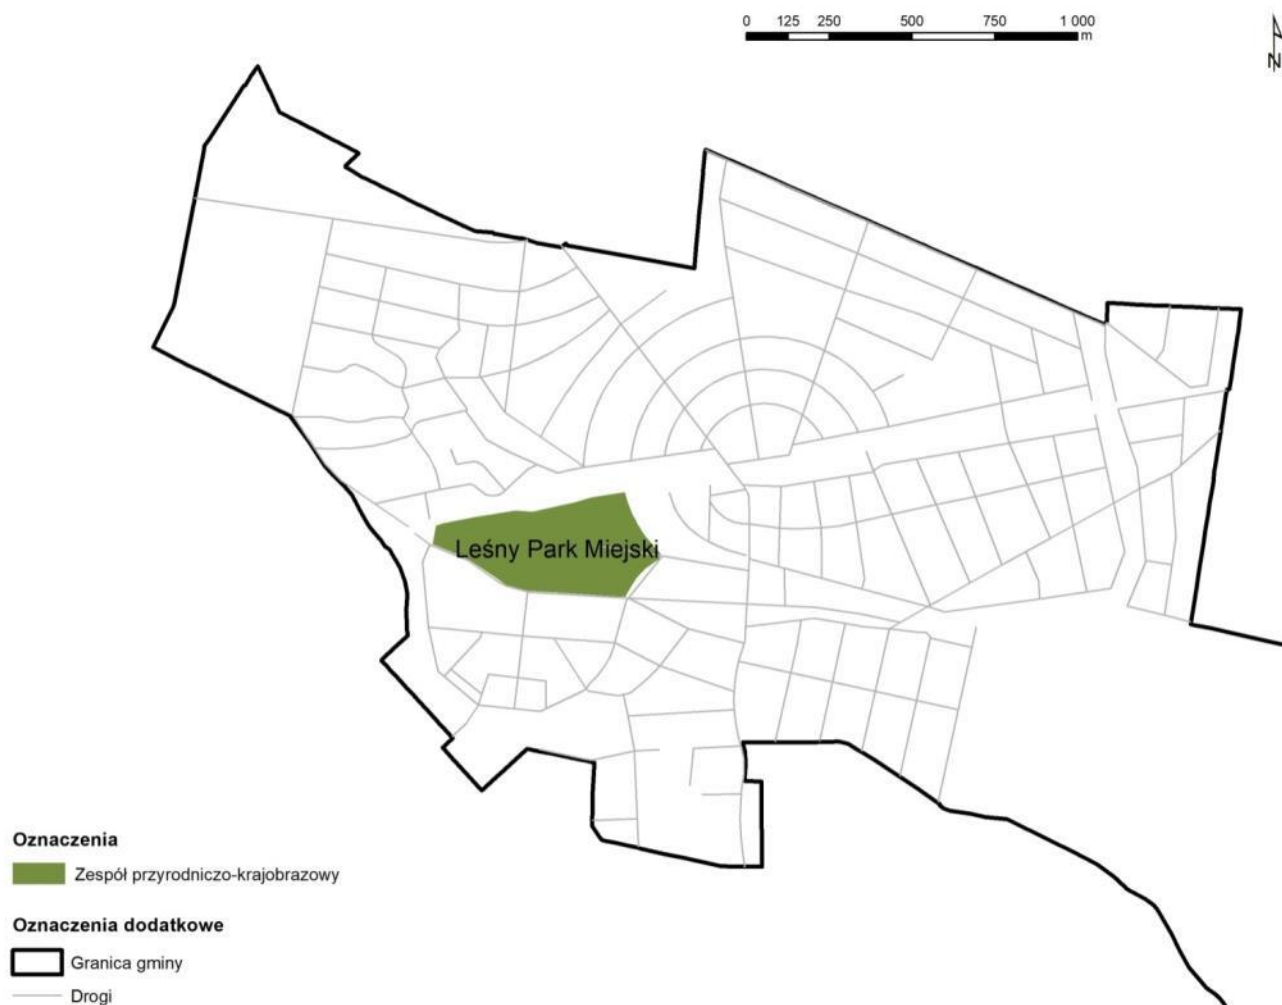 0 125 250 500 750 1 000
m
N
Leśny Park Miejski
Oznaczenia
Zespół przyrodniczo-krajobrazowy
Oznaczenia dodatkowe
Granica gminy
Drogi